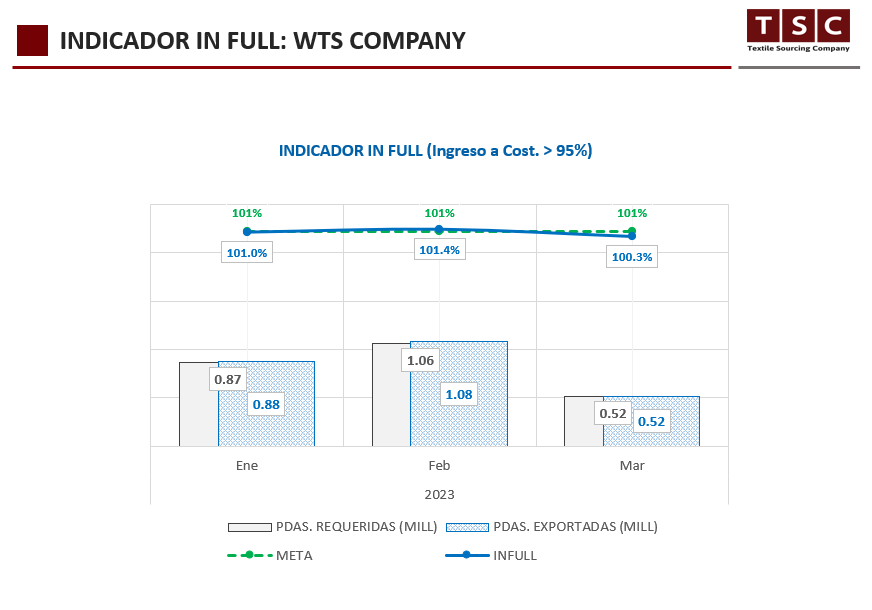 INDICADOR IN FULL: WTS COMPANY
T S C
Textile Sourcing Company
INDICADOR IN FULL (Ingreso a Cost. > 95%)
101% 101% 101%
101.0% 101.4% 100.3%
0.87 1.06 0.52
0.88 1.08 0.52
Ene Feb Mar
2023
PDAS. REQUERIDAS (MILL) PDAS. EXPORTADAS (MILL)
META INFULL